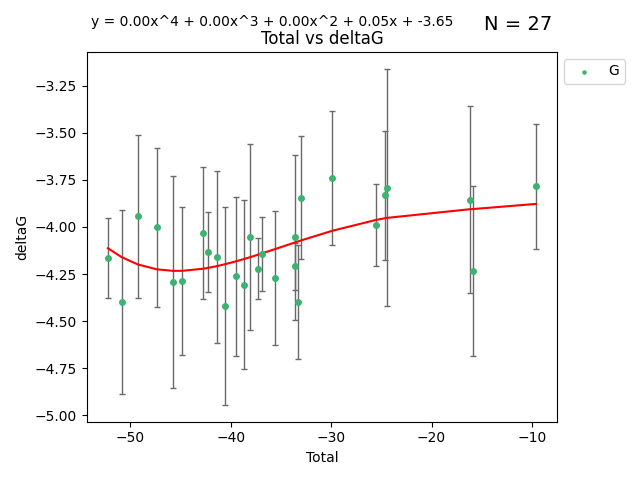 y = 0.00x^4 + 0.00x^3 + 0.00x^2 + 0.05x + -3.65
N = 27
Total vs deltaG
G
−3.25
−3.50
−3.75
−4.00
−4.25
−4.50
−4.75
−5.00
deltaG
−50
−40
−30
−20
−10
Total